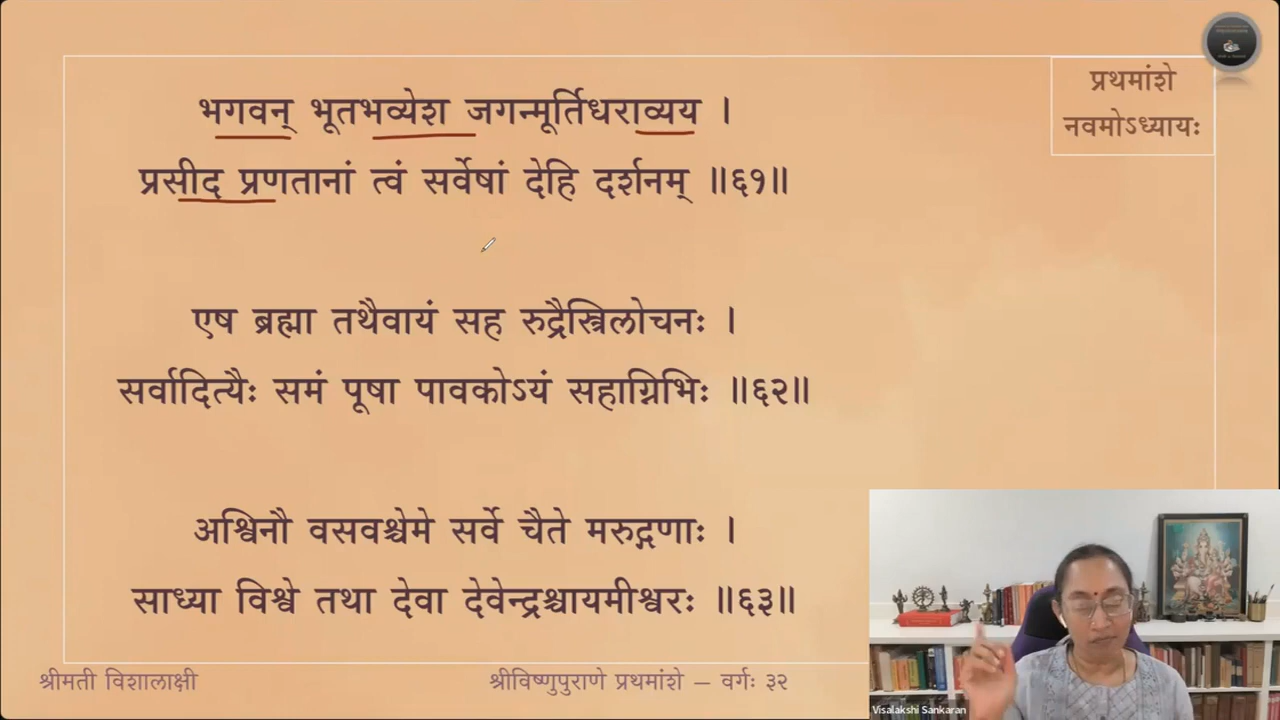 प्रथमांशे
नवमोऽध्यायः
भगवन् भूतभव्येश जगन्मूर्तिधराव्यय ।
प्रसीद प्रणतानां त्वं सर्वेषां देहि दर्शनम् ॥६१॥
एष ब्रह्मा तथैवायं सह रुद्रैस्त्रिलोचनः ।
सर्वादित्यैः समं पूषा पावकोऽयं सहाग्निभिः ॥६२॥
अश्विनौ वसवश्चेमे सर्वे चैते मरुद्गणाः ।
साध्या विश्वे तथा देवा देवेन्द्रश्चायमीश्वरः ॥६३॥
श्रीमती विशालाक्षी
श्रीविष्णुपुराणे प्रथमांशे – वर्गः ३२
Visalakshi Sankaran